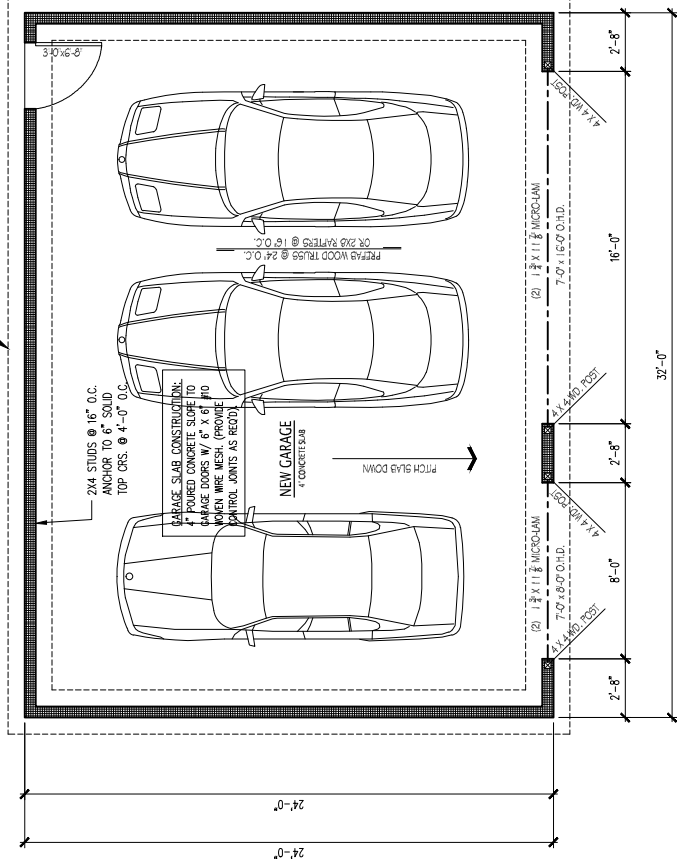 3'-0"x6'-8"
2'-8"
4 X 4 WD. POST
PREFAB WOOD TRUSS @ 24" O.C.
OR 2X8 RAFTERS @ 16" O.C.
(2) 1 3/4 X 11 7/8 MICRO-LAM
7'-0" x 16'-0" O.H.D.
16'-0"
32'-0"
2X4 STUDS @ 16" O.C.
ANCHOR TO 6" SOLID
TOP CRS. @ 4'-0" O.C.
GARAGE SLAB CONSTRUCTION:
4" POURED CONCRETE SLOPE TO
GARAGE DOORS W/ 6" X 6" #10
WOVEN WIRE MESH. (PROVIDE
CONTROL JOINTS AS REQ'D)
NEW GARAGE
4" CONCRETE SLAB
PITCH SLAB DOWN
4 X 4 WD. POST
2'-8"
4 X 4 WD. POST
(2) 1 3/4 X 11 7/8 MICRO-LAM
7'-0" x 8'-0" O.H.D.
8'-0"
4 X 4 WD. POST
2'-8"
24'-0"
24'-0"